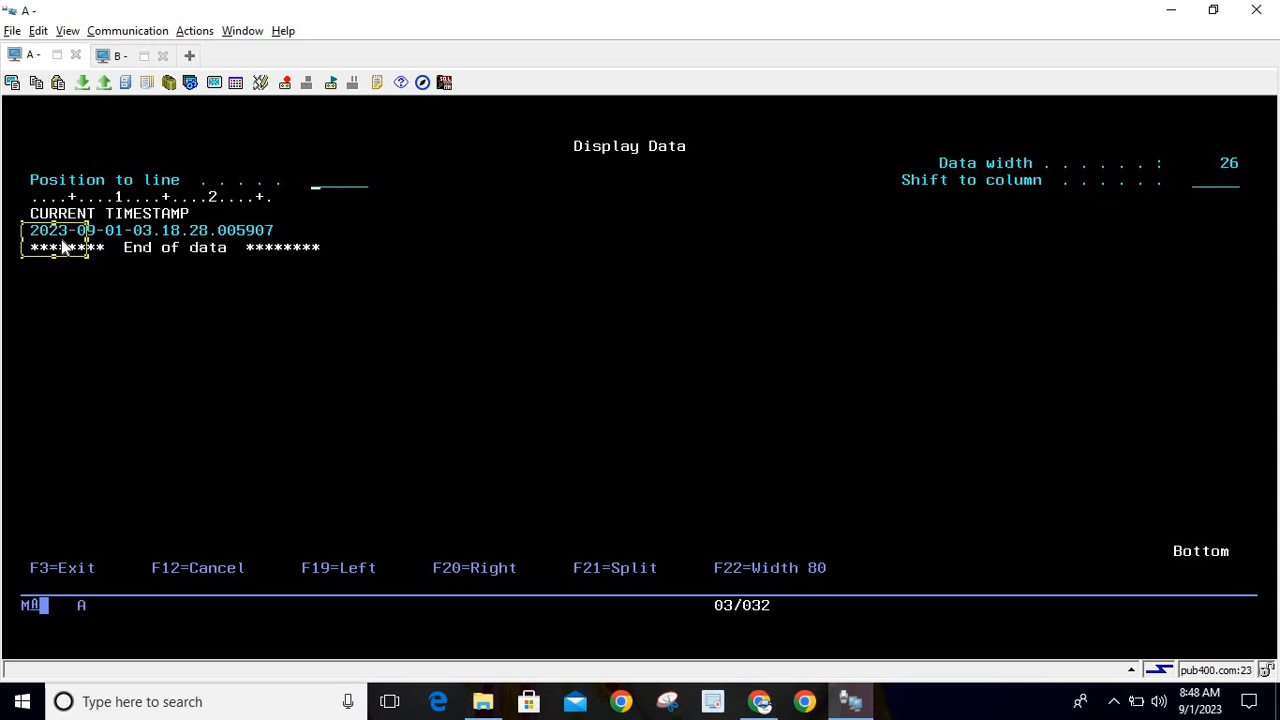 A -
File Edit View Communication Actions Window Help
A - B -
Display Data
Data width . . . . . . : 26
Position to line . . . . . Shift to column . . . . . .
....+....1....+....2....+.
CURRENT TIMESTAMP
2023-09-01-03.18.28.005907
******** End of data ********
Bottom
F3=Exit F12=Cancel F19=Left F20=Right F21=Split F22=Width 80
MA A 03/032
pub400.com:23
Type here to search
8:48 AM
9/1/2023